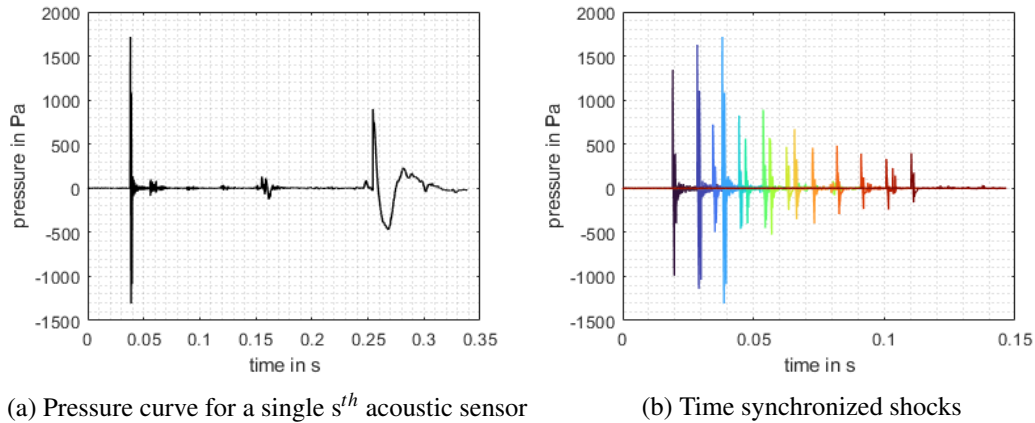 2000
1500
1000
500
0
-500
-1000
-1500
pressure in Pa
0 0.05 0.1 0.15 0.2 0.25 0.3 0.35
time in s
(a) Pressure curve for a single s^th acoustic sensor
2000
1500
1000
500
0
-500
-1000
-1500
pressure in Pa
0 0.05 0.1 0.15
time in s
(b) Time synchronized shocks